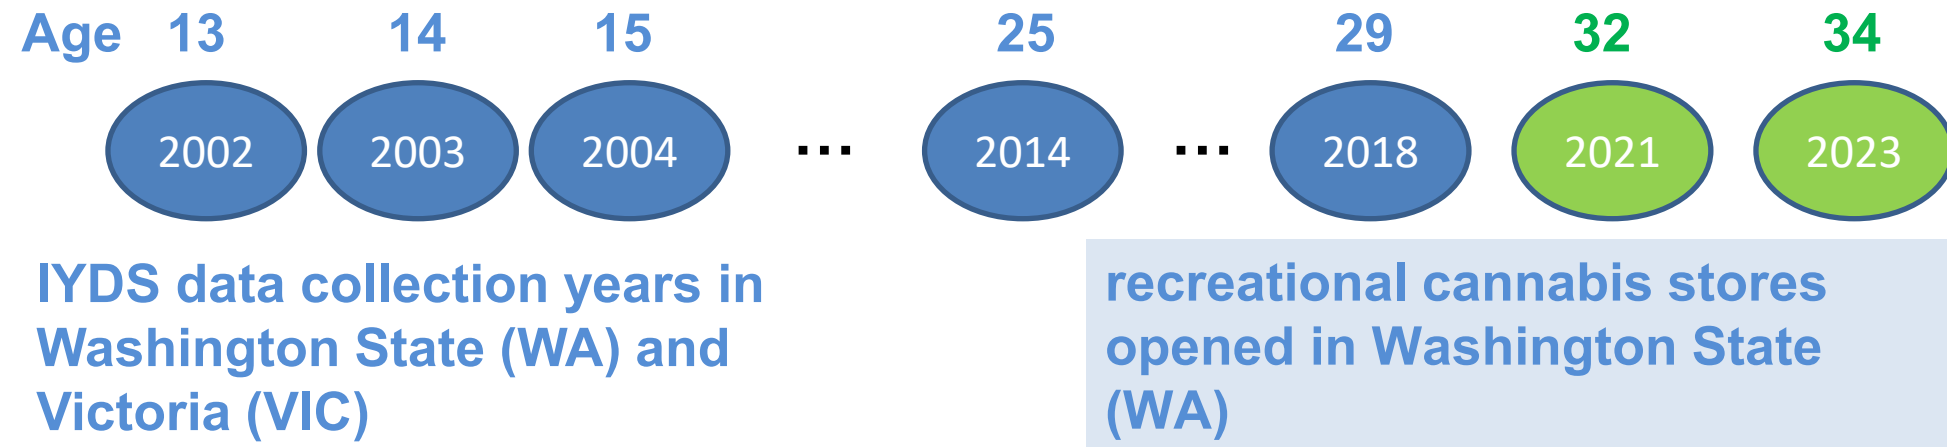 Age 13 14 15 25 29 32 34
2002 2003 2004 ... 2014 ... 2018 2021 2023
IYDS data collection years in
Washington State (WA) and
Victoria (VIC)
recreational cannabis stores
opened in Washington State
(WA)